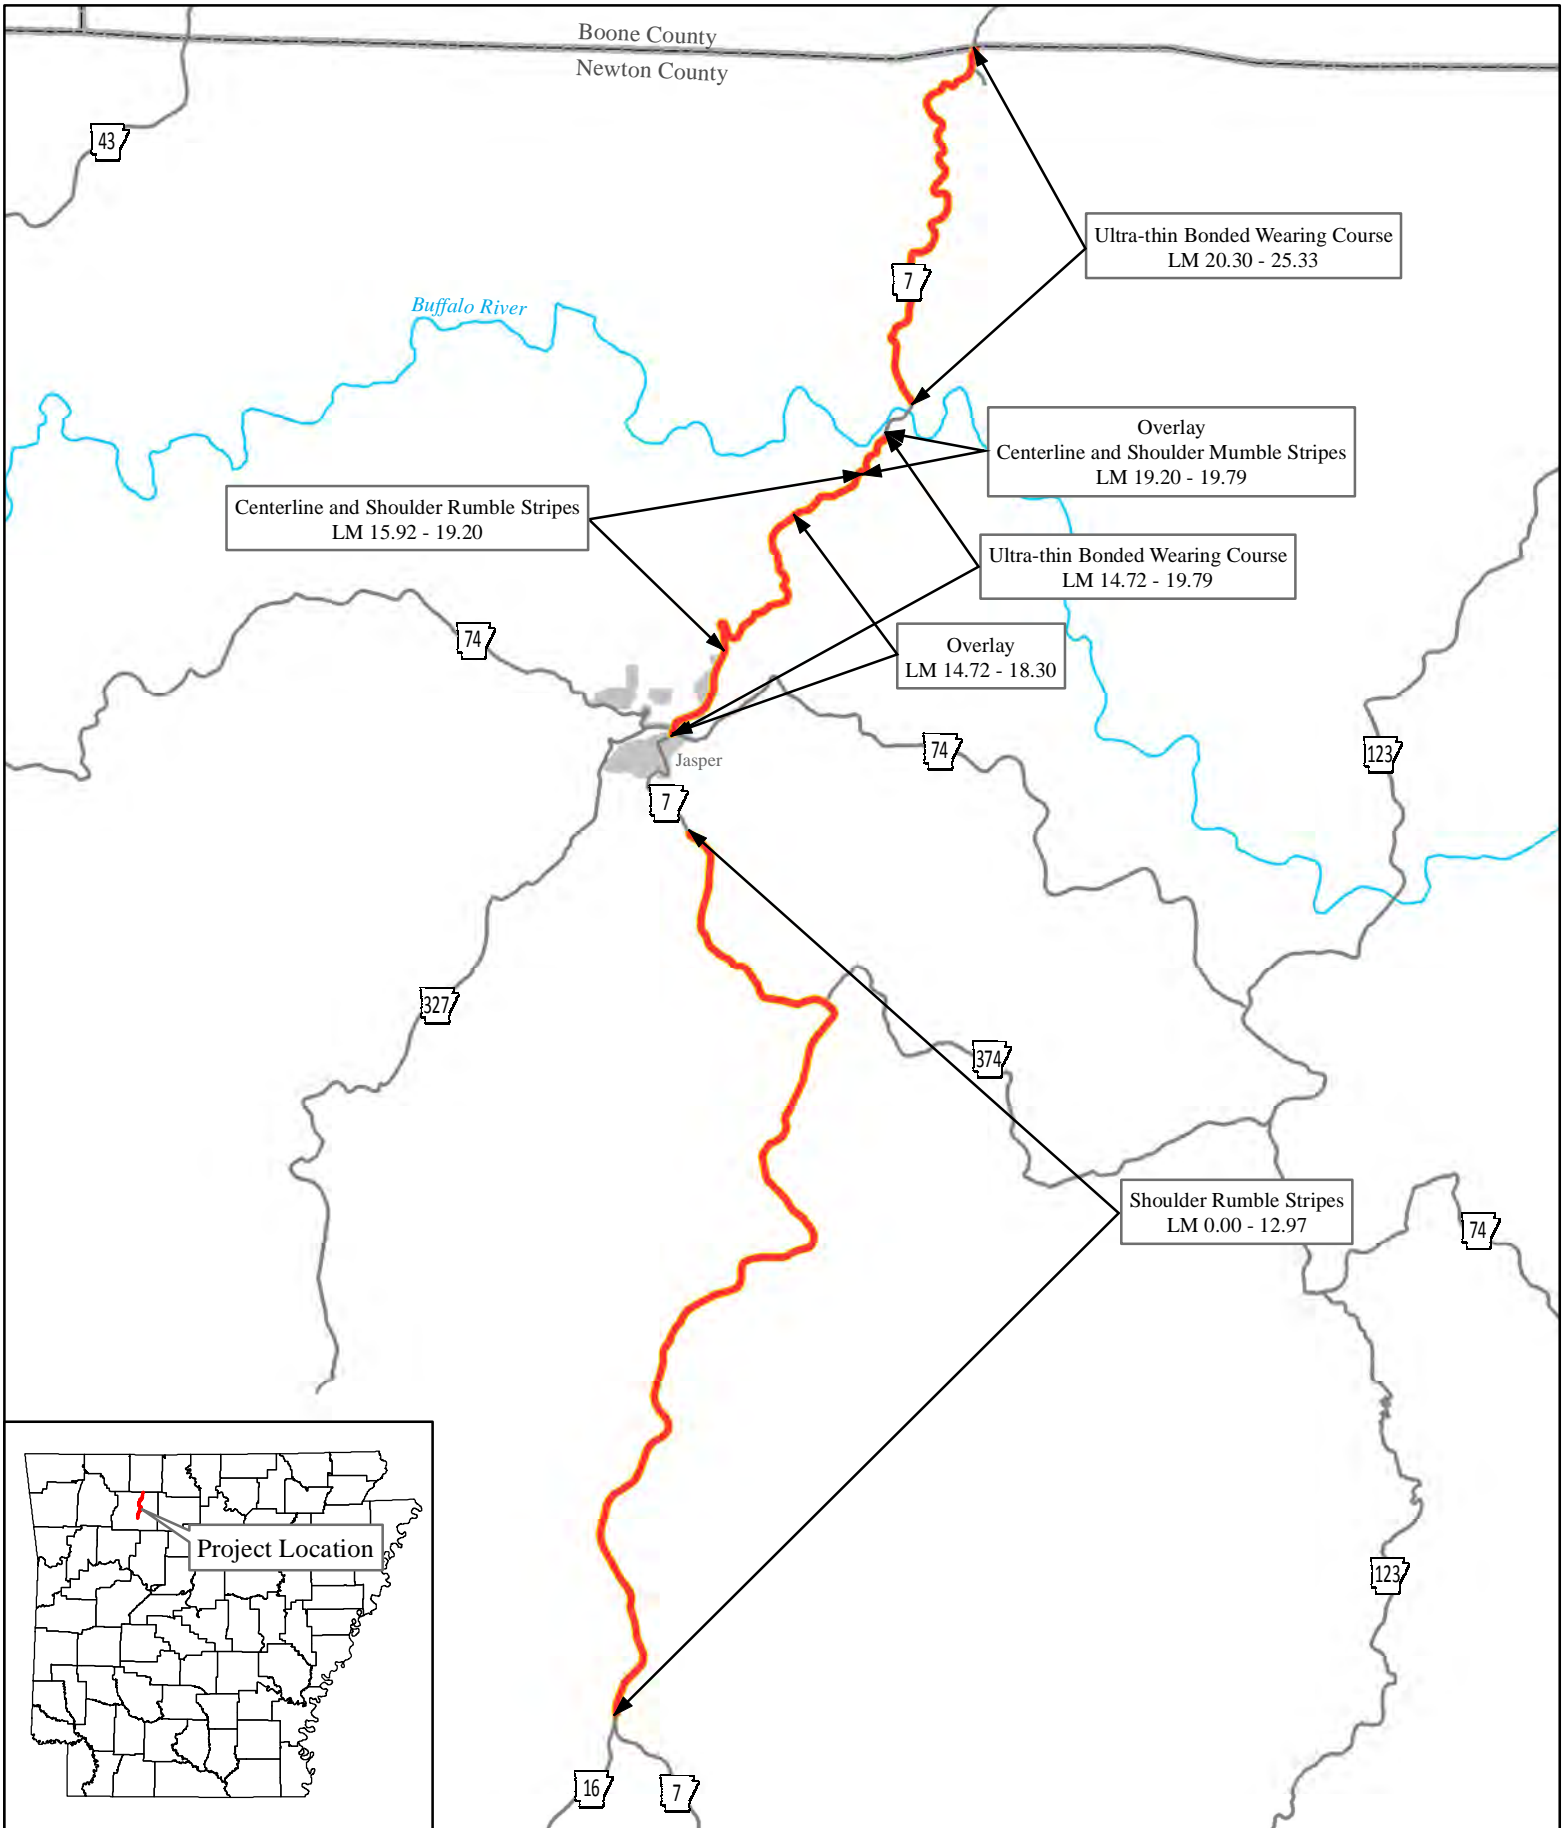 Boone County
Newton County
43
Ultra-thin Bonded Wearing Course
LM 20.30 - 25.33
7
Buffalo River
Overlay
Centerline and Shoulder Mumble Stripes
LM 19.20 - 19.79
Centerline and Shoulder Rumble Stripes
LM 15.92 - 19.20
Ultra-thin Bonded Wearing Course
LM 14.72 - 19.79
74
Overlay
LM 14.72 - 18.30
74
123
Jasper
7
327
374
Shoulder Rumble Stripes
LM 0.00 - 12.97
74
Project Location
123
16
7